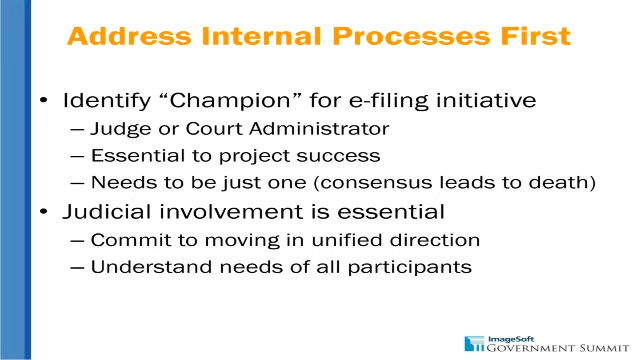 Address Internal Processes First
• Identify “Champion” for e-filing initiative
– Judge or Court Administrator
– Essential to project success
– Needs to be just one (consensus leads to death)
• Judicial involvement is essential
– Commit to moving in unified direction
– Understand needs of all participants
ImageSoft
GOVERNMENT SUMMIT